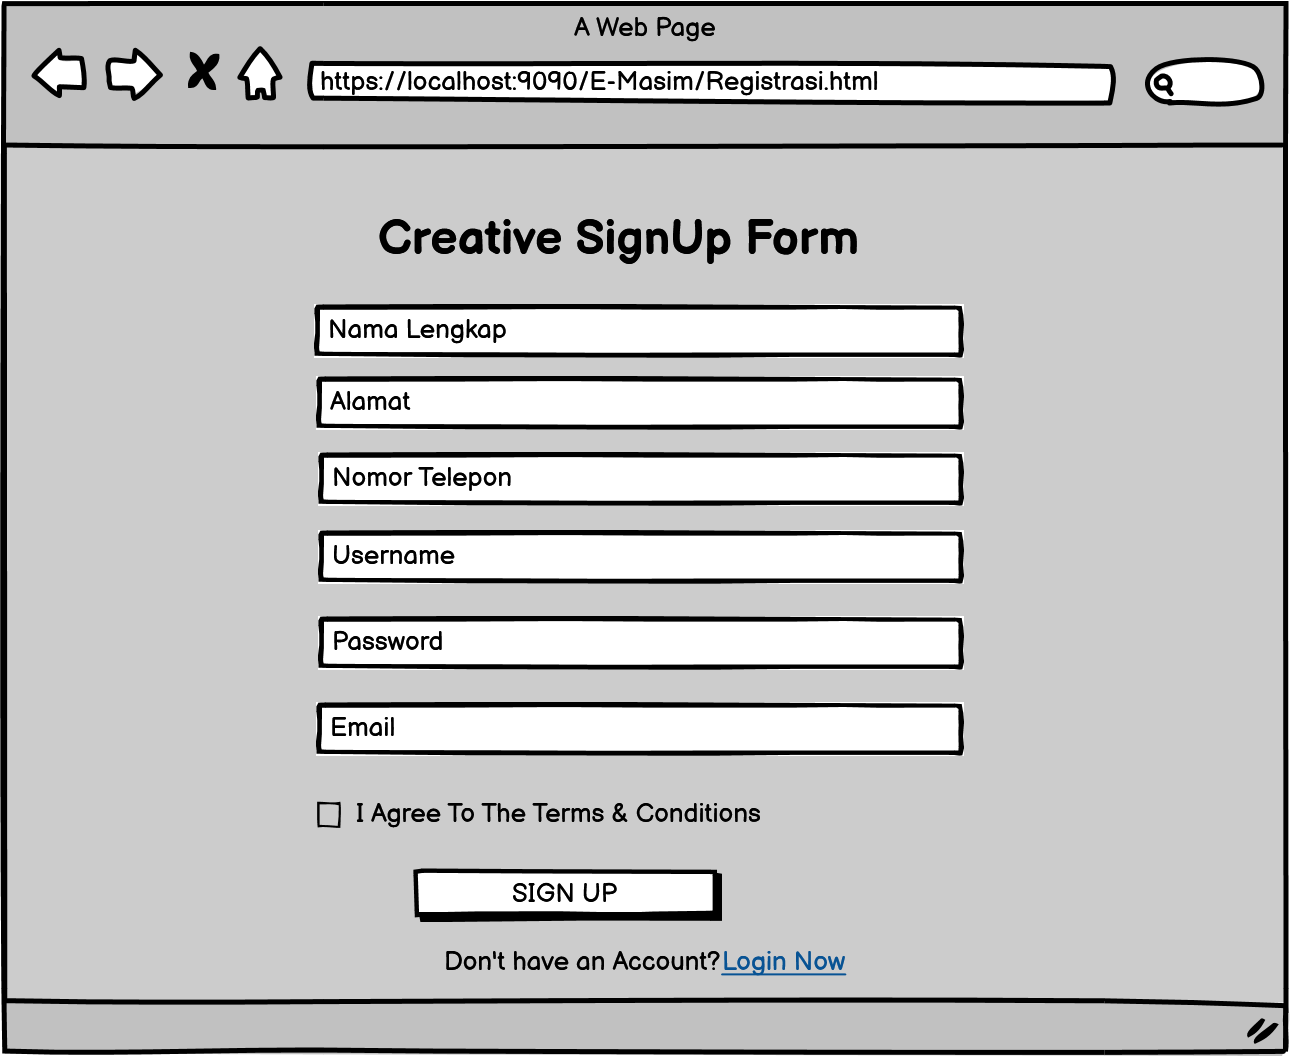 A Web Page
https://localhost:9090/E-Masim/Registrasi.html
Creative SignUp Form
Nama Lengkap
Alamat
Nomor Telepon
Username
Password
Email
I Agree To The Terms & Conditions
SIGN UP
Don't have an Account?Login Now